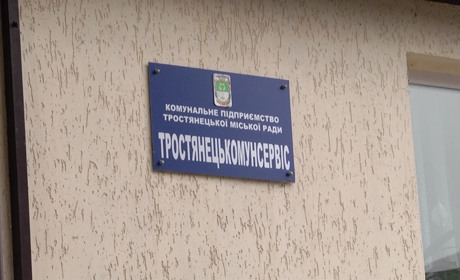 КОМУНАЛЬНЕ ПІДПРИЄМСТВО
ТРОСТЯНЕЦЬКОЇ МІСЬКОЇ РАДИ
ТРОСТЯНЕЦЬКОМУНСЕРВІС